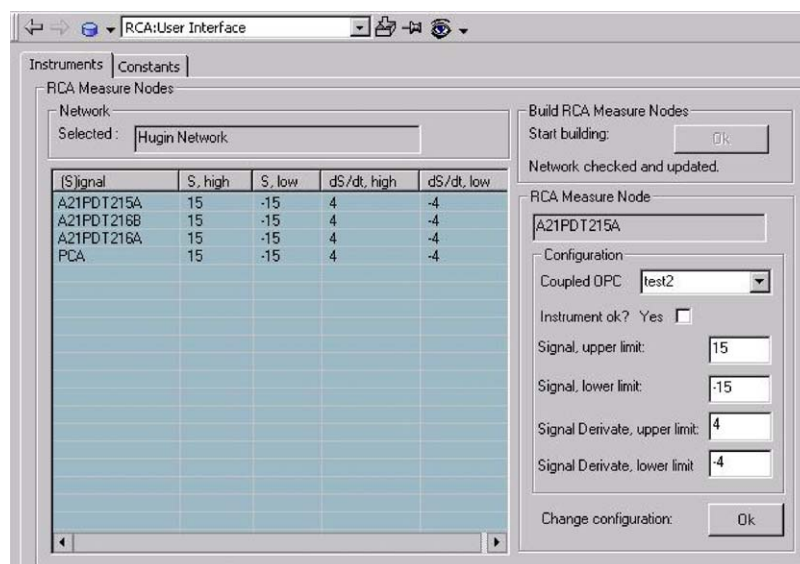 RCA:User Interface
Instruments Constants
RCA Measure Nodes
Network
Selected : Hugin Network
(S)ignal S, high S, low dS/dt, high dS/dt, low
A21PDT215A 15 -15 4 -4
A21PDT216B 15 -15 4 -4
A21PDT216A 15 -15 4 -4
PCA 15 -15 4 -4
Build RCA Measure Nodes
Start building: Ok
Network checked and updated.
RCA Measure Node
A21PDT215A
Configuration
Coupled OPC test2
Instrument ok? Yes
Signal, upper limit: 15
Signal, lower limit: -15
Signal Derivate, upper limit: 4
Signal Derivate, lower limit -4
Change configuration: Ok